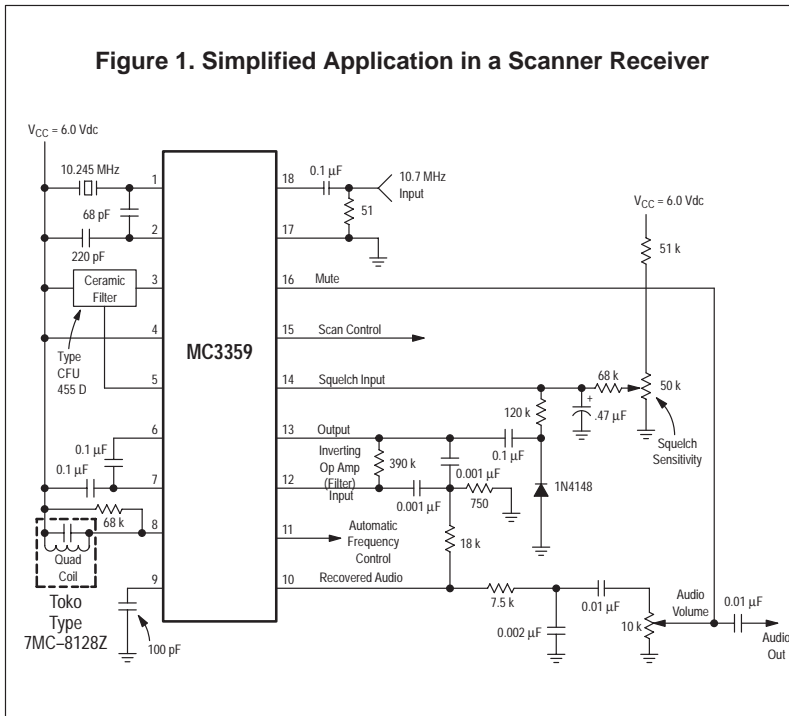 Figure 1. Simplified Application in a Scanner Receiver
VCC = 6.0 Vdc
10.245 MHz
68 pF
220 pF
Ceramic
Filter
Type
CFU
455 D
0.1 µF
0.1 µF
68 k
Quad
Coil
Toko
Type
7MC–8128Z
100 pF
1
2
3
4
5
6
7
8
9
MC3359
18
17
16
15
14
13
12
11
10
0.1 µF
10.7 MHz
Input
51
Mute
Scan Control
Squelch Input
Output
Inverting
Op Amp
(Filter)
Input
390 k
0.001 µF
0.001 µF
750
0.1 µF
120 k
1N4148
68 k
+
.47 µF
VCC = 6.0 Vdc
51 k
50 k
Squelch
Sensitivity
Automatic
Frequency
Control
18 k
Recovered Audio
7.5 k
0.002 µF
0.01 µF
10 k
Audio
Volume
0.01 µF
Audio
Out